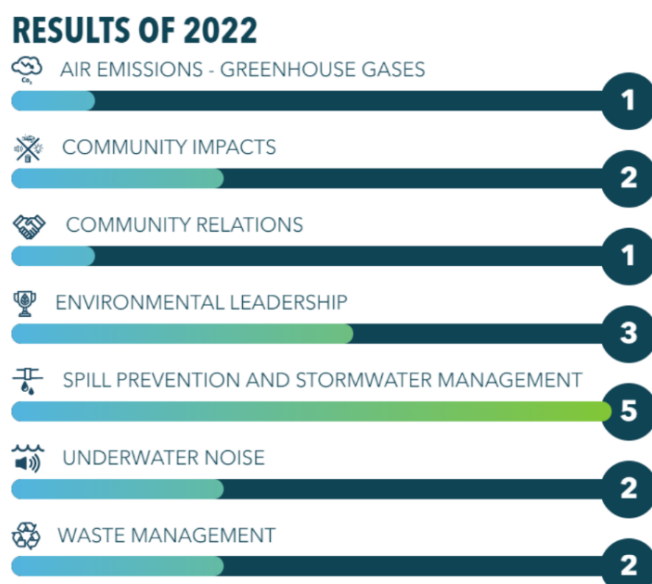 RESULTS OF 2022
AIR EMISSIONS - GREENHOUSE GASES
Co₂
1
COMMUNITY IMPACTS
2
COMMUNITY RELATIONS
1
ENVIRONMENTAL LEADERSHIP
3
SPILL PREVENTION AND STORMWATER MANAGEMENT
5
UNDERWATER NOISE
2
WASTE MANAGEMENT
2